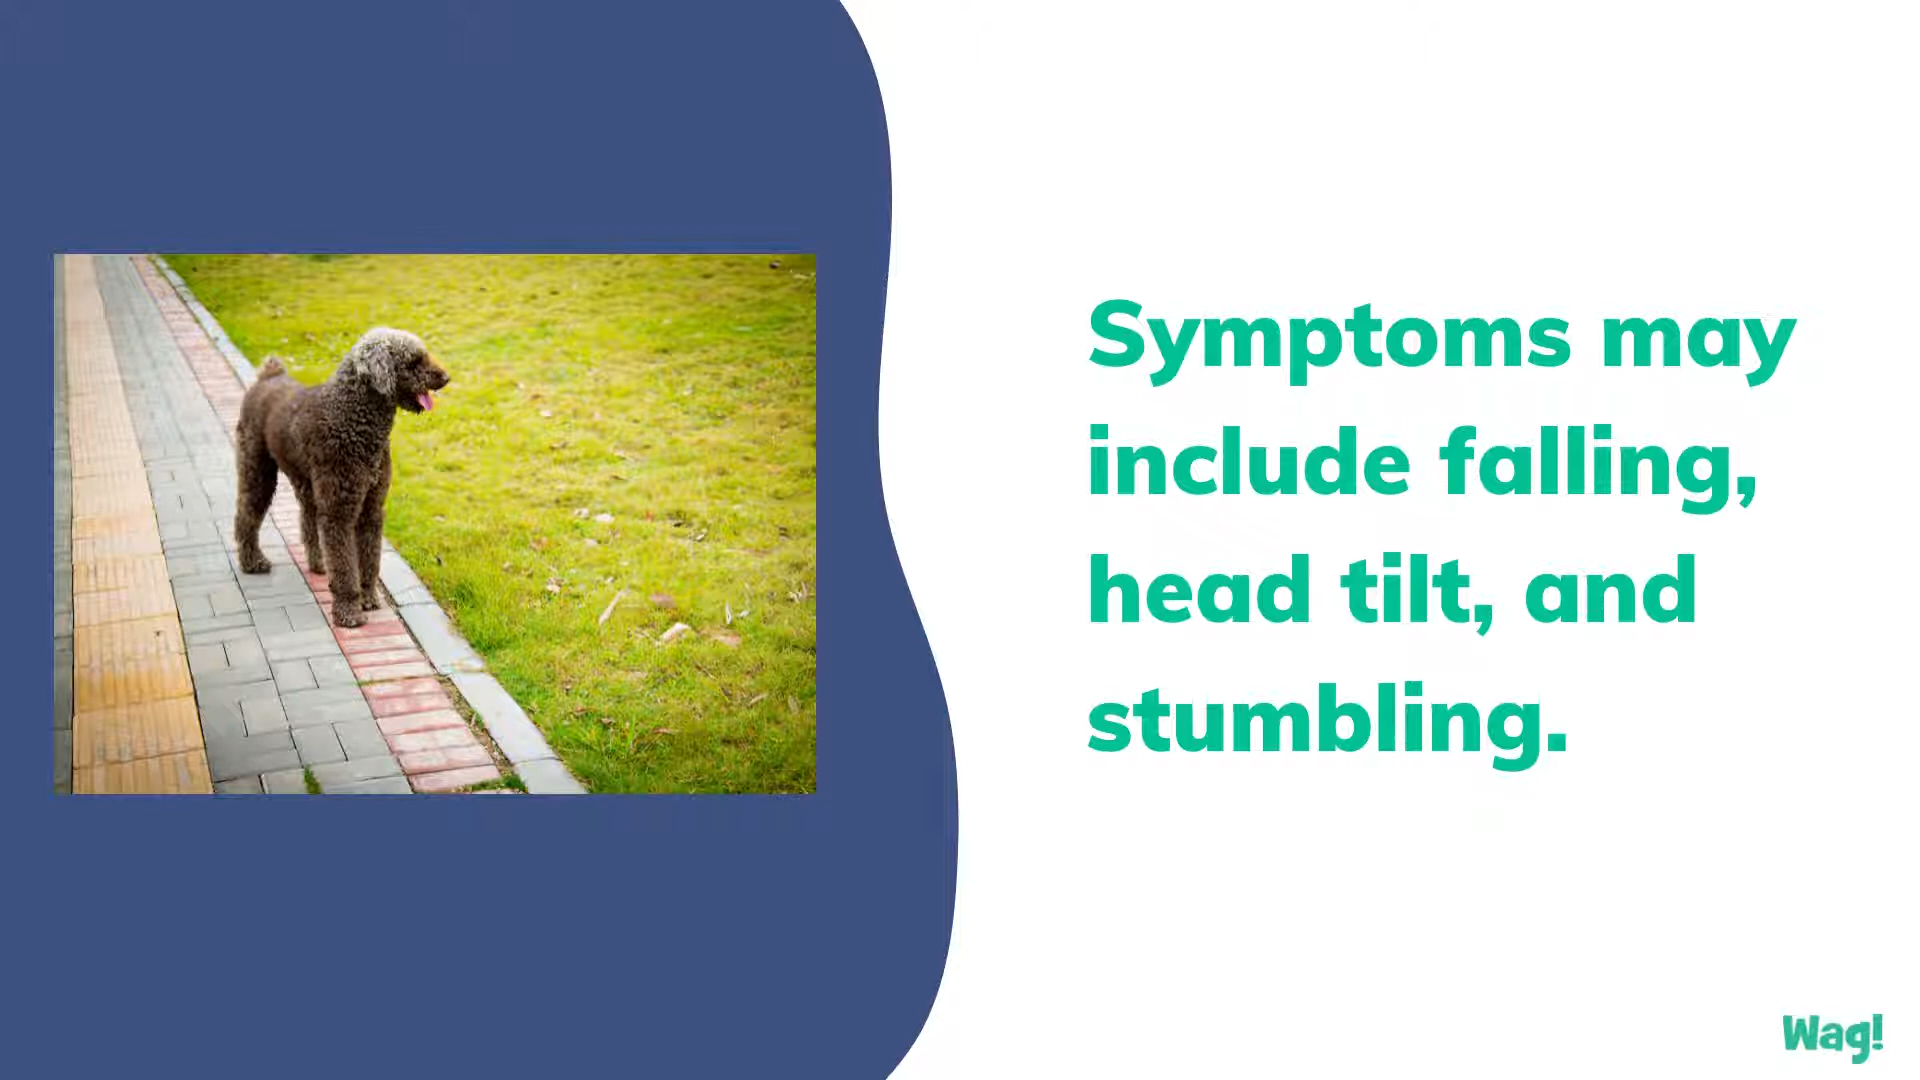 Symptoms may
include falling,
head tilt, and
stumbling.
Wag!